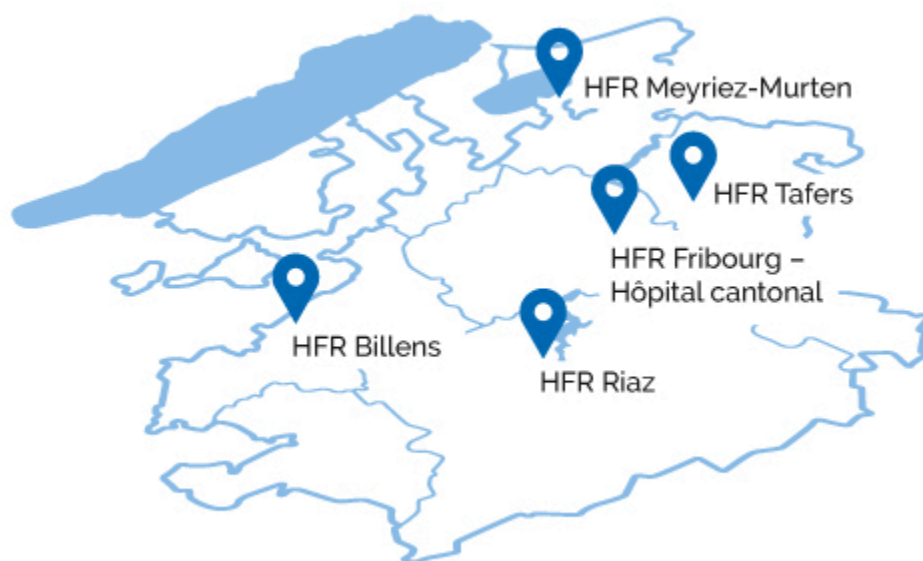 HFR Meyriez-Murten
HFR Tafers
HFR Fribourg –
Hôpital cantonal
HFR Billens
HFR Riaz